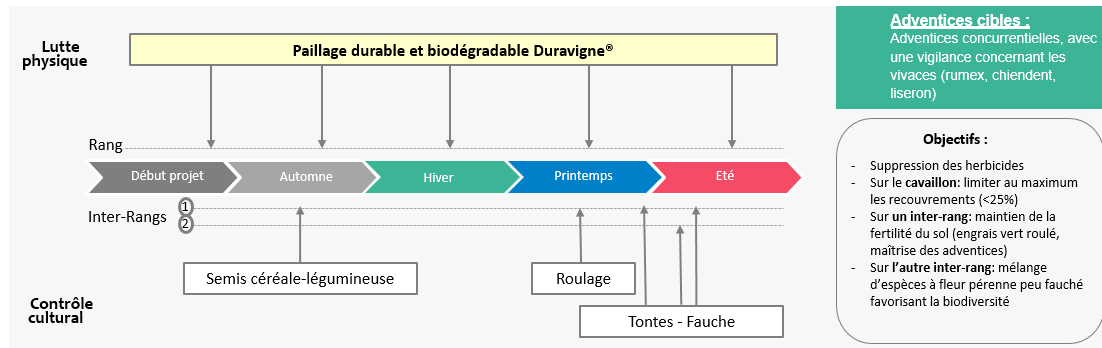 Lutte
physique
Paillage durable et biodégradable Duravigne®
Rang
Début projet
Automne
Hiver
Printemps
Eté
Inter-Rangs
1
2
Semis céréale-légumineuse
Roulage
Tontes - Fauche
Contrôle
cultural
Adventices cibles :
Adventices concurrentielles, avec
une vigilance concernant les
vivaces (rumex, chiendent,
liseron)
Objectifs :
- Suppression des herbicides
- Sur le cavaillon: limiter au maximum
les recouvrements (<25%)
- Sur un inter-rang: maintien de la
fertilité du sol (engrais vert roulé,
maîtrise des adventices)
- Sur l’autre inter-rang: mélange
d’espèces à fleur pérenne peu fauché
favorisant la biodiversité